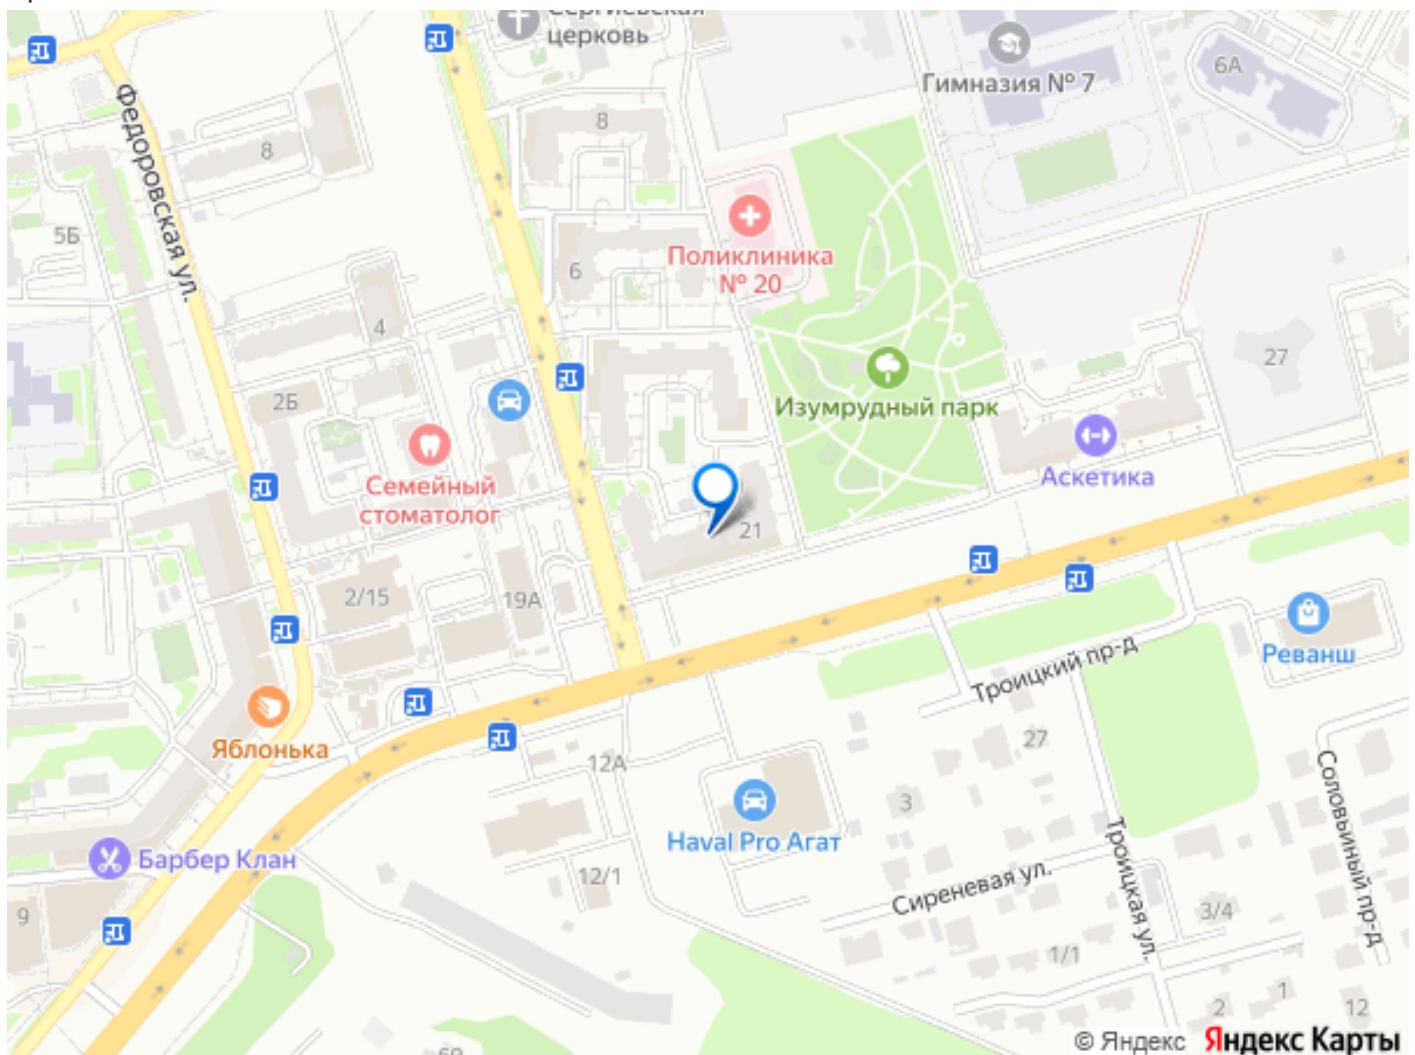 Сергиевская
церковь
Гимназия № 7
6А
8
Федоровская ул.
8
5Б
Поликлиника
№ 20
6
4
27
2Б
Изумрудный парк
Семейный
стоматолог
Аскетика
21
2/15
19А
Троицкий пр-д
Реванш
Яблонька
12А
27
3
Haval Pro Агат
Троицкая ул.
Соловьиный пр-д
Барбер Клан
12/1
Сиреневая ул.
9
3/4
1/1
2
1
12
© Яндекс Яндекс Карты